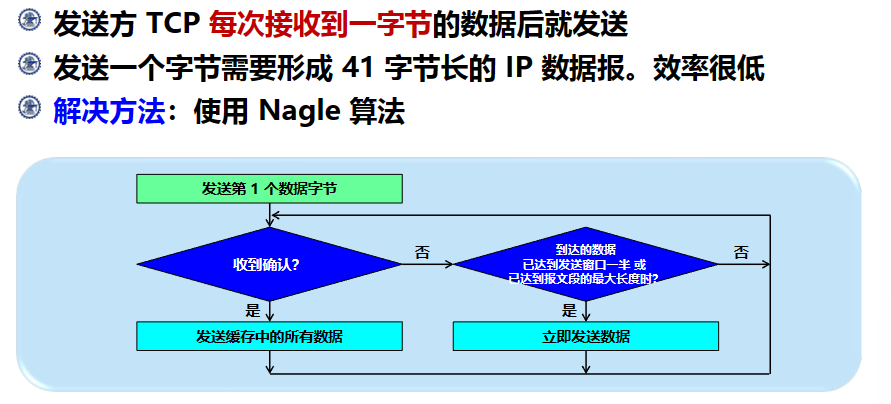 发送方 TCP 每次接收到一字节的数据后就发送
发送一个字节需要形成 41 字节长的 IP 数据报。效率很低
解决方法：使用 Nagle 算法
发送第 1 个数据字节
收到确认？
否
到达的数据
已达到发送窗口一半 或
已达到报文段的最大长度时？
否
是
是
发送缓存中的所有数据
立即发送数据